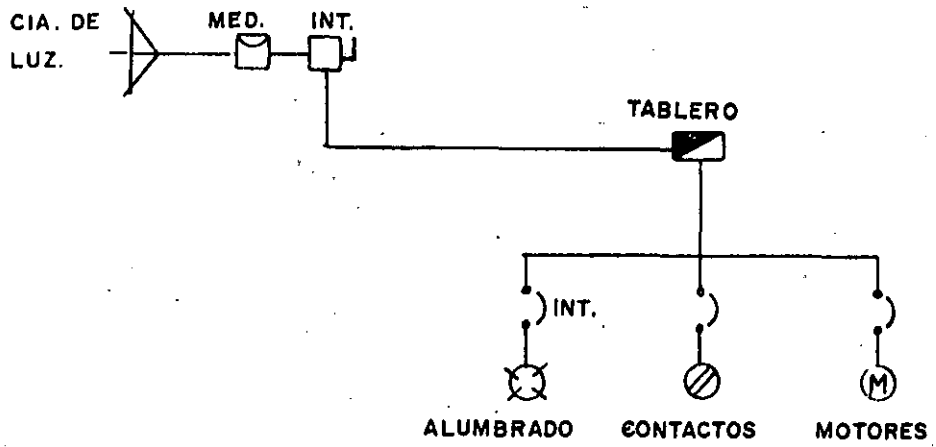 CIA. DE
LUZ.
MED.
INT.
TABLERO
INT.
M
ALUMBRADO
CONTACTOS
MOTORES